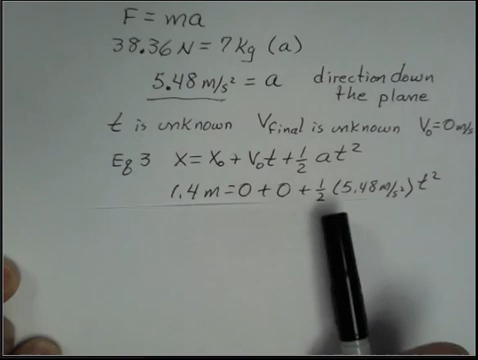 F = ma
38.36 N = 7 kg (a)
5.48 m/s² = a direction down
the plane
t is unknown Vfinal is unknown V₀ = 0 m/s
Eq 3 X = X₀ + V₀t + 1/2 at²
1.4 m = 0 + 0 + 1/2 (5.48 m/s²) t²